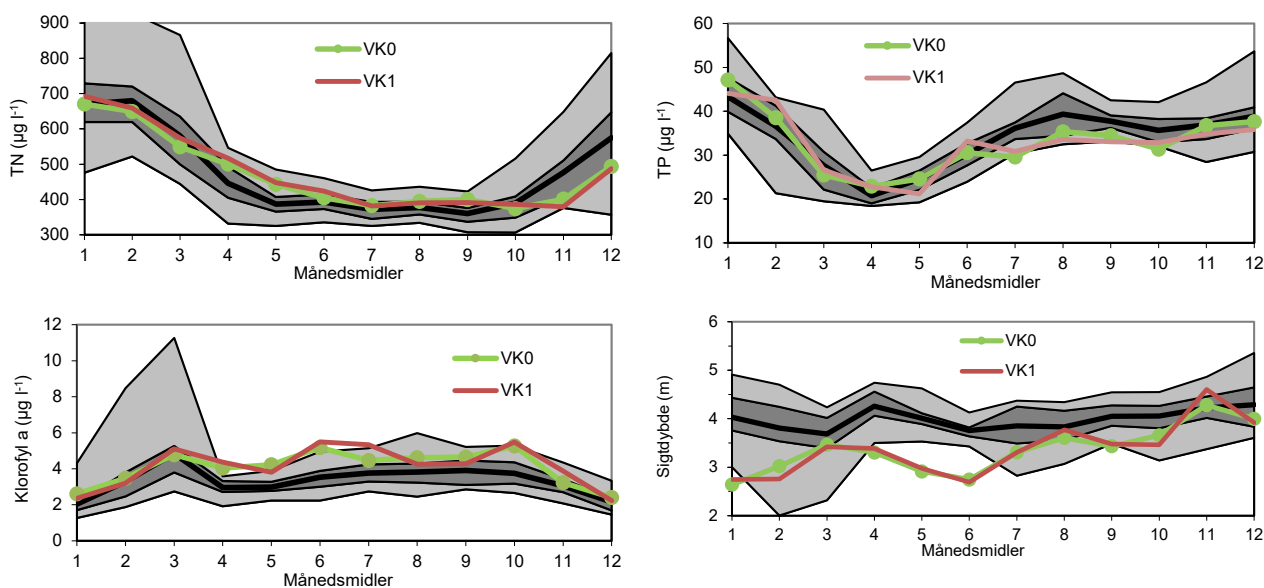 900
800
700
600
500
400
300
TN (µg l⁻¹)
VK0
VK1
1 2 3 4 5 6 7 8 9 10 11 12
Månedsmidler
60
50
40
30
20
10
TP (µg l⁻¹)
VK0
VK1
1 2 3 4 5 6 7 8 9 10 11 12
Månedsmidler
12
10
8
6
4
2
0
Klorofyl a (µg l⁻¹)
VK0
VK1
1 2 3 4 5 6 7 8 9 10 11 12
Månedsmidler
6
5
4
3
2
Sigtdybde (m)
VK0
VK1
1 2 3 4 5 6 7 8 9 10 11 12
Månedsmidler